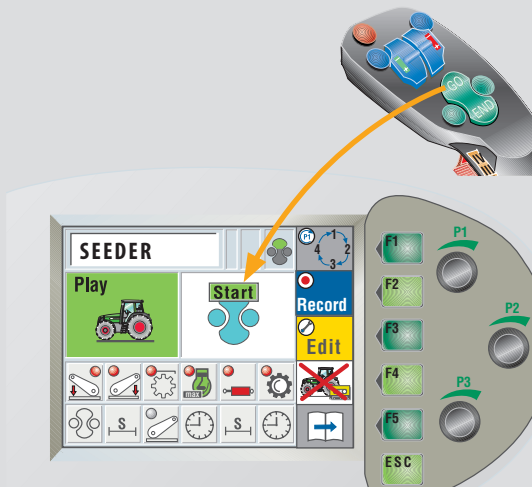 GO
END
SEEDER
P1
1
4 2
3
F1
P1
Play
Start
Record
F2
P2
Edit
F3
max
F4
P3
S
S
F5
ESC